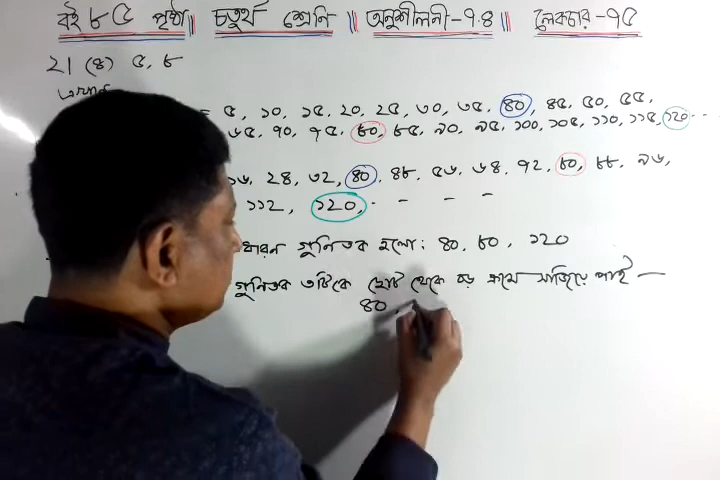 বই ৮৫ পৃষ্ঠা || চতুর্থ শ্রেনি || অনুশীলনী-৭.৪ || লেকচার-৭৫
২। (৪) ৫, ৮
= ৫, ১০, ১৫, ২০, ২৫, ৩০, ৩৫, ৪০, ৪৫, ৫০, ৫৫,
৬৫, ৭০, ৭৫, ৮০, ৮৫, ৯০, ৯৫, ১০০, ১০৫, ১১০, ১১৫, ১২০ ...
১৬, ২৪, ৩২, ৪০, ৪৮, ৫৬, ৬৪, ৭২, ৮০, ৮৮, ৯৬,
১১২, ১২০, - - -
ধারন গুনিতক হলো: ৪০, ৮০, ১২০
গুনিতক ৩টিকে ছোট থেকে বড় ক্রমে সাজিয়ে পাই —
৪০,